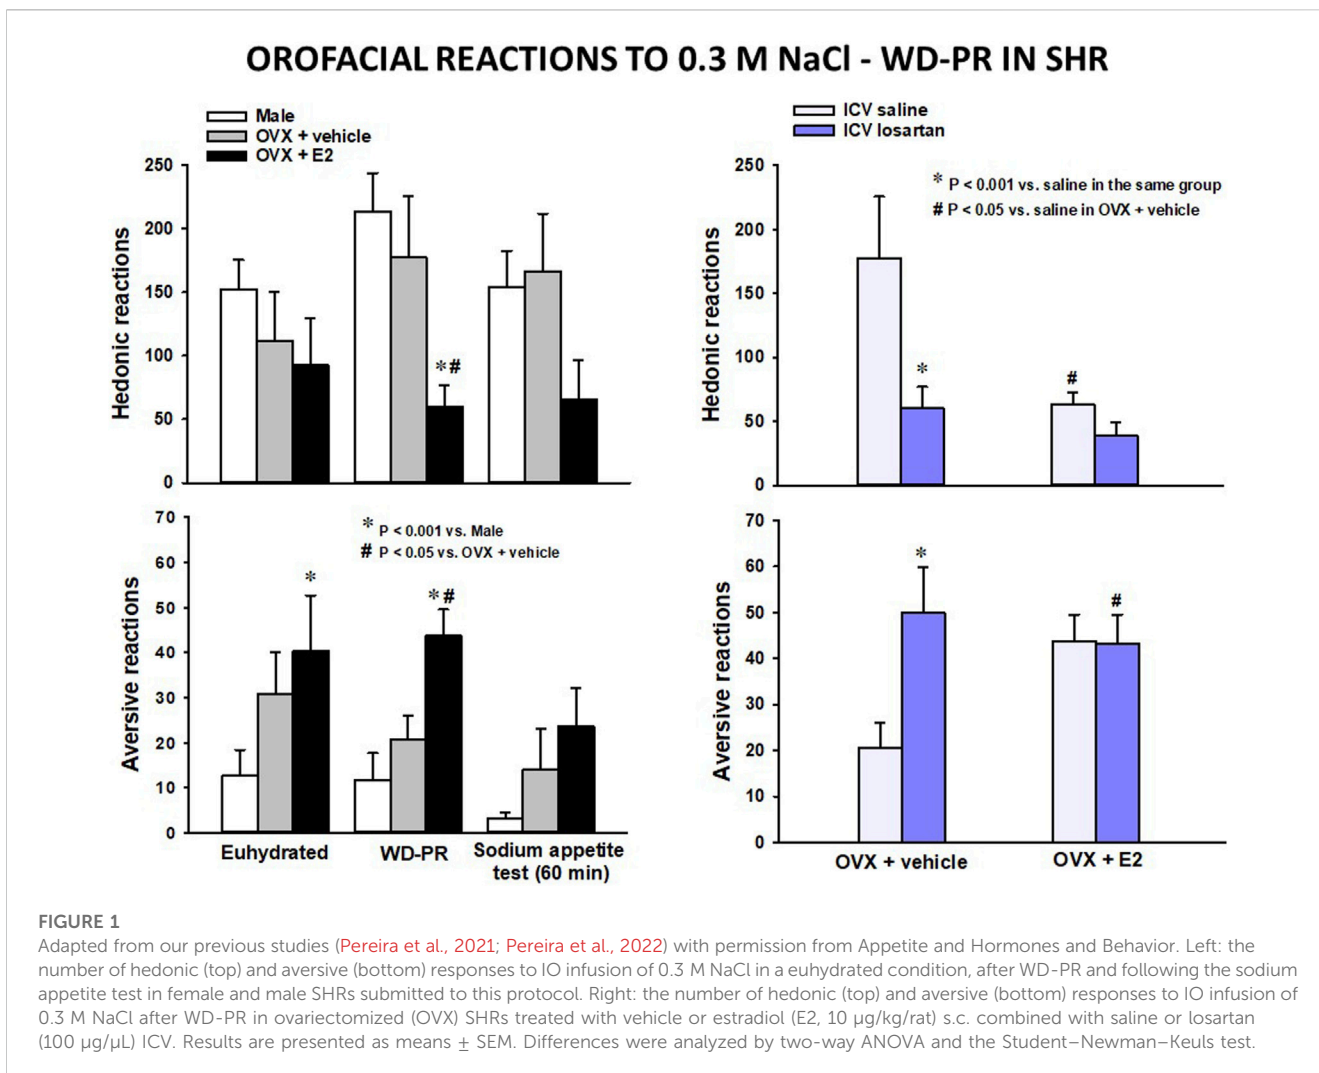 OROFACIAL REACTIONS TO 0.3 M NaCl - WD-PR IN SHR
Male
OVX + vehicle
OVX + E2
250
200
150
100
50
0
Hedonic reactions
*#
70
60
50
40
30
20
10
0
Aversive reactions
* P < 0.001 vs. Male
# P < 0.05 vs. OVX + vehicle
*
*#
Euhydrated
WD-PR
Sodium appetite
test (60 min)
ICV saline
ICV losartan
* P < 0.001 vs. saline in the same group
# P < 0.05 vs. saline in OVX + vehicle
250
200
150
100
50
0
Hedonic reactions
*
#
70
60
50
40
30
20
10
0
Aversive reactions
*
#
OVX + vehicle
OVX + E2
FIGURE 1
Adapted from our previous studies (Pereira et al., 2021; Pereira et al., 2022) with permission from Appetite and Hormones and Behavior. Left: the
number of hedonic (top) and aversive (bottom) responses to IO infusion of 0.3 M NaCl in a euhydrated condition, after WD-PR and following the sodium
appetite test in female and male SHRs submitted to this protocol. Right: the number of hedonic (top) and aversive (bottom) responses to IO infusion of
0.3 M NaCl after WD-PR in ovariectomized (OVX) SHRs treated with vehicle or estradiol (E2, 10 µg/kg/rat) s.c. combined with saline or losartan
(100 µg/µL) ICV. Results are presented as means ± SEM. Differences were analyzed by two-way ANOVA and the Student–Newman–Keuls test.